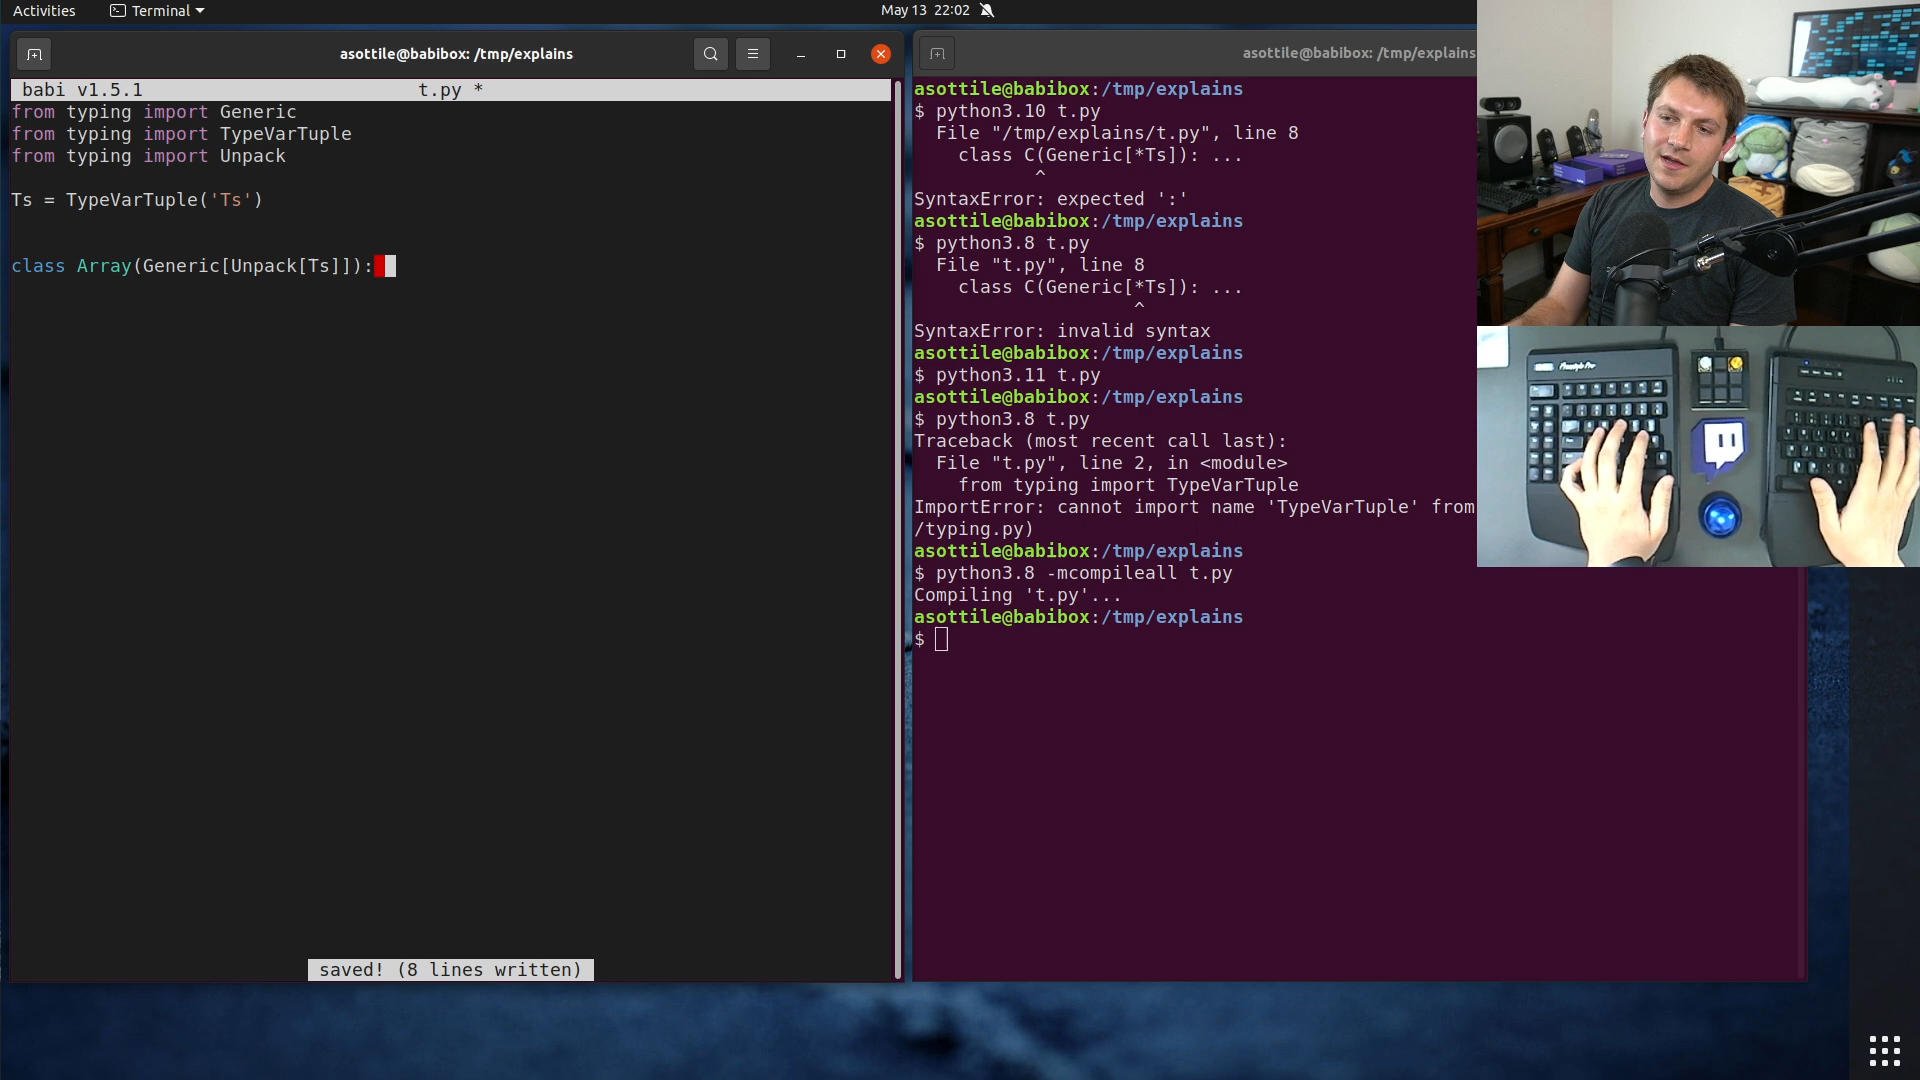 Activities
Terminal
May 13 22:02
asottile@babibox: /tmp/explains
babi v1.5.1 t.py *
from typing import Generic
from typing import TypeVarTuple
from typing import Unpack
Ts = TypeVarTuple('Ts')
class Array(Generic[Unpack[Ts]]):
saved! (8 lines written)
asottile@babibox: /tmp/explains
asottile@babibox:/tmp/explains
$ python3.10 t.py
File "/tmp/explains/t.py", line 8
class C(Generic[*Ts]): ...
^
SyntaxError: expected ':'
asottile@babibox:/tmp/explains
$ python3.8 t.py
File "t.py", line 8
class C(Generic[*Ts]): ...
^
SyntaxError: invalid syntax
asottile@babibox:/tmp/explains
$ python3.11 t.py
asottile@babibox:/tmp/explains
$ python3.8 t.py
Traceback (most recent call last):
File "t.py", line 2, in <module>
from typing import TypeVarTuple
ImportError: cannot import name 'TypeVarTuple' from
/typing.py)
asottile@babibox:/tmp/explains
$ python3.8 -mcompileall t.py
Compiling 't.py'...
asottile@babibox:/tmp/explains
$
Freestyle Pro